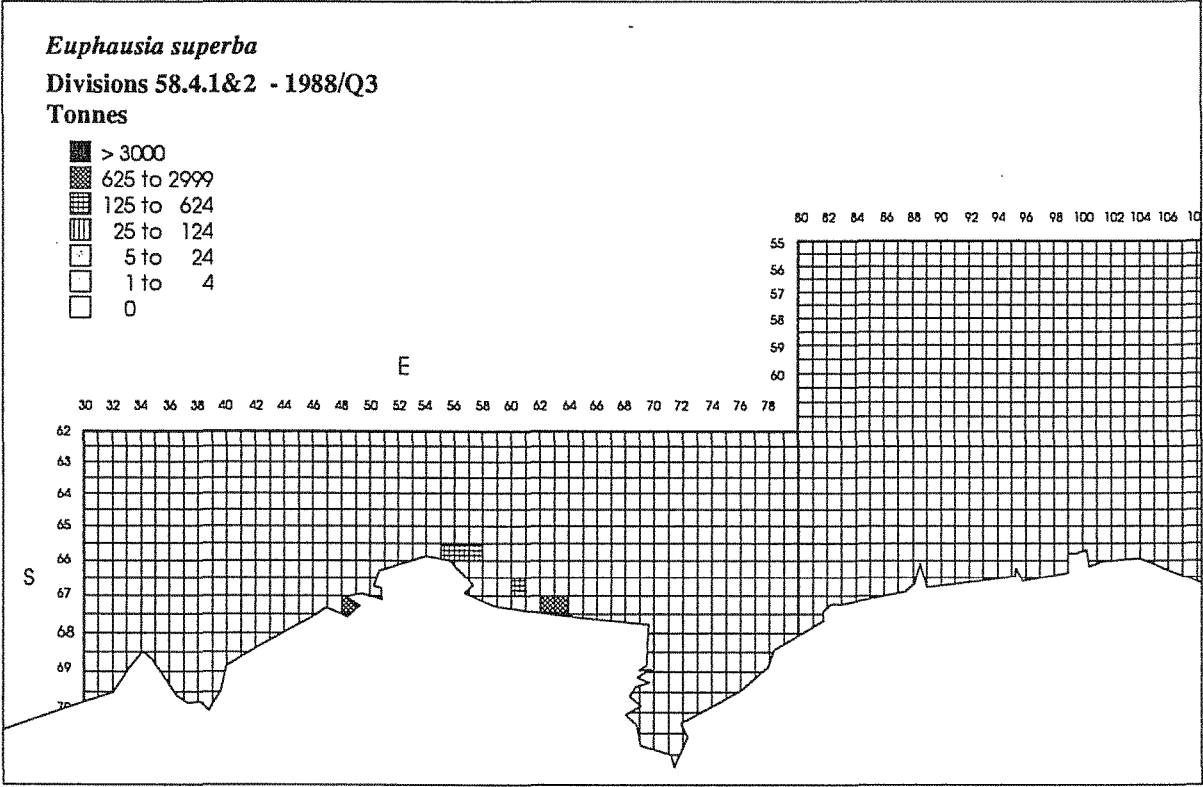 Euphausia superba
Divisions 58.4.1&2 - 1988/Q3
Tonnes
> 3000
625 to 2999
125 to 624
25 to 124
5 to 24
1 to 4
0
80 82 84 86 88 90 92 94 96 98 100 102 104 106 10
55
56
57
58
59
60
E
30 32 34 36 38 40 42 44 46 48 50 52 54 56 58 60 62 64 66 68 70 72 74 76 78
62
63
64
65
66
S
67
68
69
70